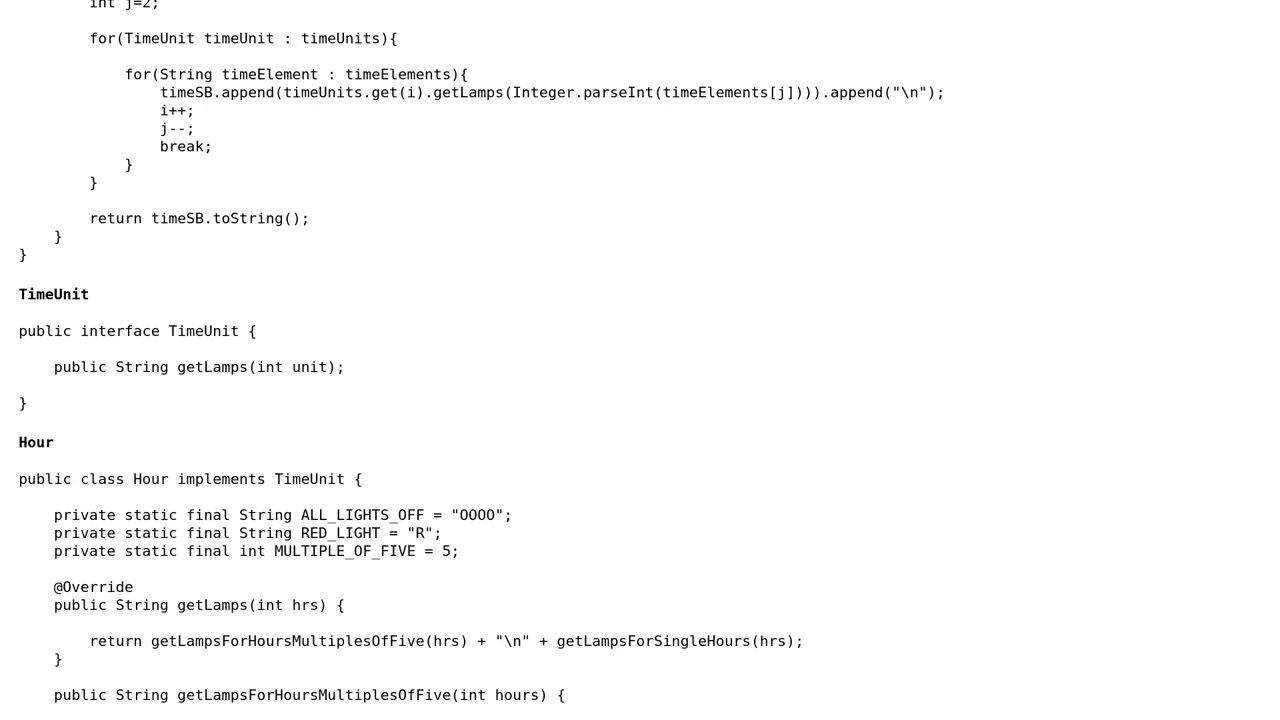 int j=2;
for(TimeUnit timeUnit : timeUnits){
for(String timeElement : timeElements){
timeSB.append(timeUnits.get(i).getLamps(Integer.parseInt(timeElements[j]))).append("\n");
i++;
j--;
break;
}
}
return timeSB.toString();
}
}
TimeUnit
public interface TimeUnit {
public String getLamps(int unit);
}
Hour
public class Hour implements TimeUnit {
private static final String ALL_LIGHTS_OFF = "OOOO";
private static final String RED_LIGHT = "R";
private static final int MULTIPLE_OF_FIVE = 5;
@Override
public String getLamps(int hrs) {
return getLampsForHoursMultiplesOfFive(hrs) + "\n" + getLampsForSingleHours(hrs);
}
public String getLampsForHoursMultiplesOfFive(int hours) {